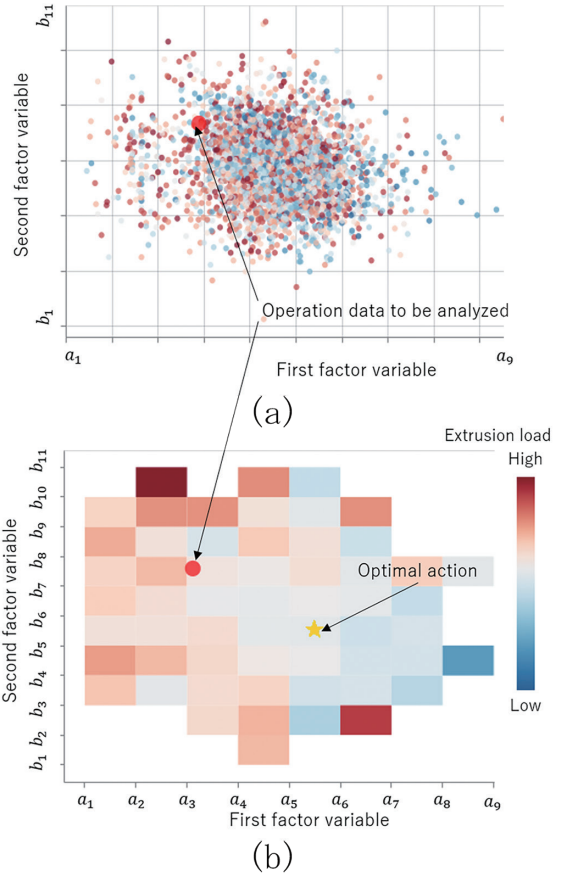 b₁₁
Second factor variable
b₁
Operation data to be analyzed
a₁
a₉
First factor variable
(a)
Extrusion load
High
Low
b₁₁
b₁₀
b₉
b₈
b₇
b₆
b₅
b₄
b₃
b₂
b₁
Second factor variable
Optimal action
a₁ a₂ a₃ a₄ a₅ a₆ a₇ a₈ a₉
First factor variable
(b)